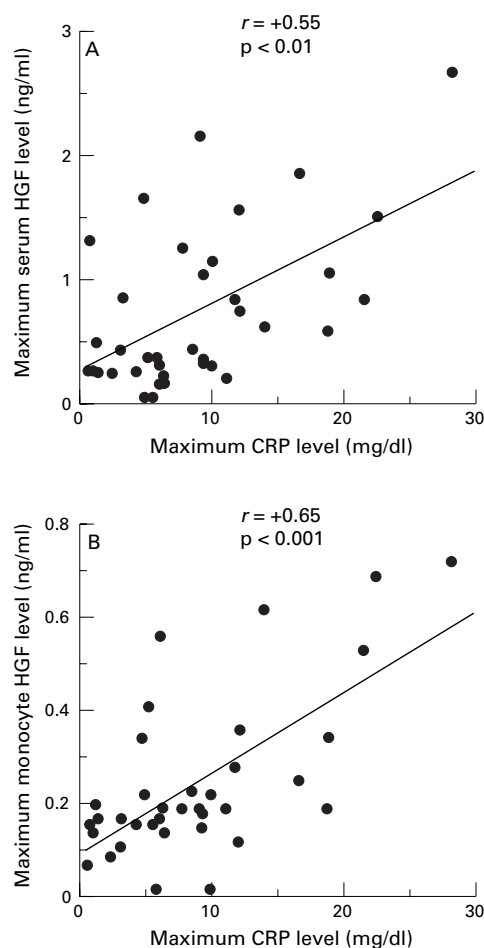 A
r = +0.55
p < 0.01
3
2
1
0
Maximum serum HGF level (ng/ml)
0
10
20
30
Maximum CRP level (mg/dl)
B
r = +0.65
p < 0.001
0.8
0.6
0.4
0.2
0
Maximum monocyte HGF level (ng/ml)
0
10
20
30
Maximum CRP level (mg/dl)